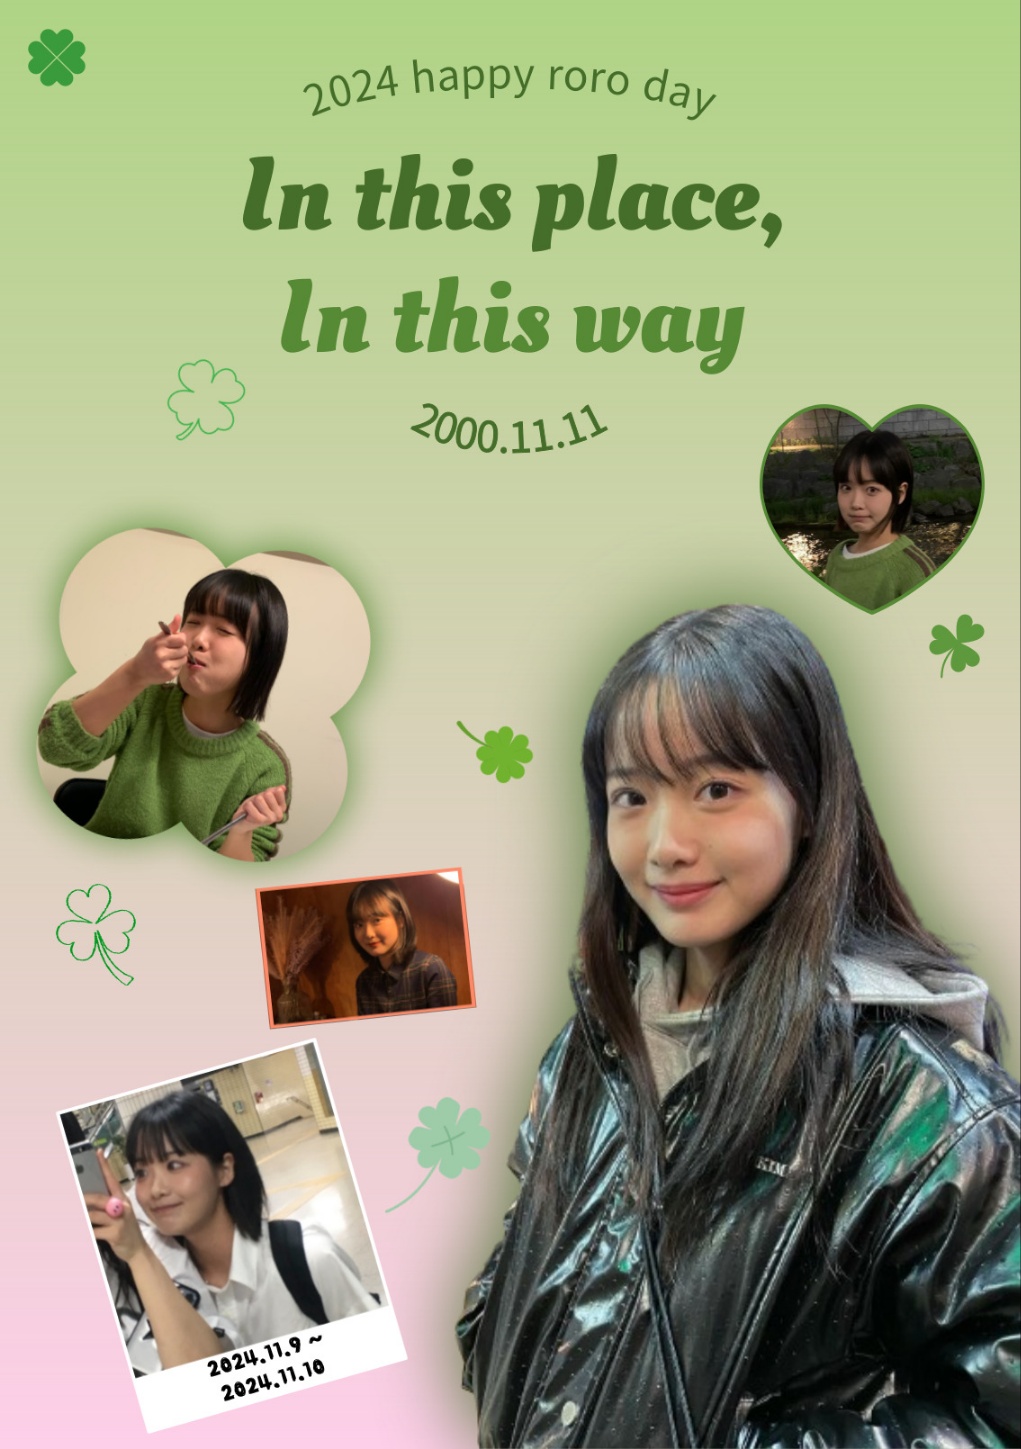 2024 happy roro day
In this place,
In this way
2000.11.11
2024.11.9 ~
2024.11.10